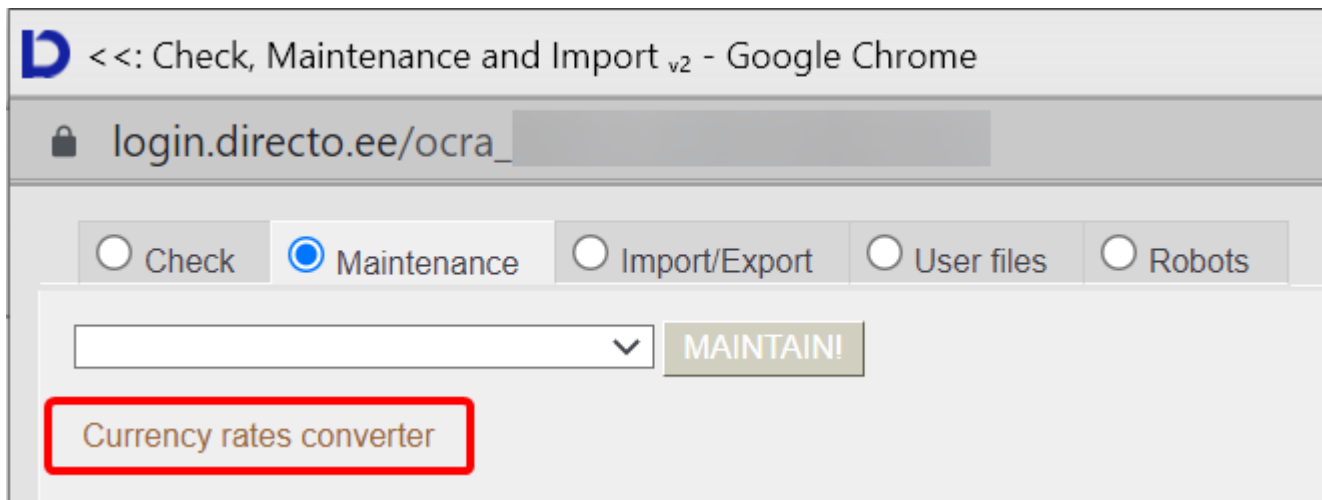 <<: Check, Maintenance and Import v2 - Google Chrome
login.directo.ee/ocra_
Check Maintenance Import/Export User files Robots
MAINTAIN!
Currency rates converter